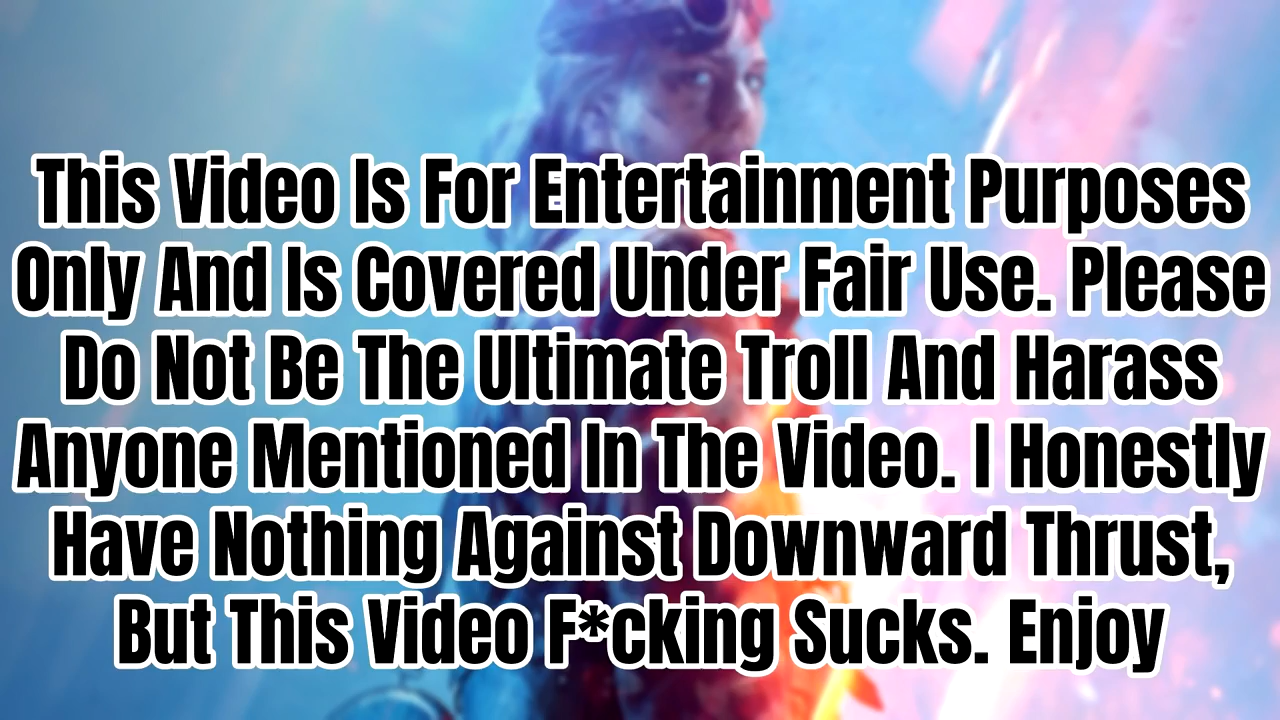 This Video Is For Entertainment Purposes
Only And Is Covered Under Fair Use. Please
Do Not Be The Ultimate Troll And Harass
Anyone Mentioned In The Video. I Honestly
Have Nothing Against Downward Thrust,
But This Video F*cking Sucks. Enjoy